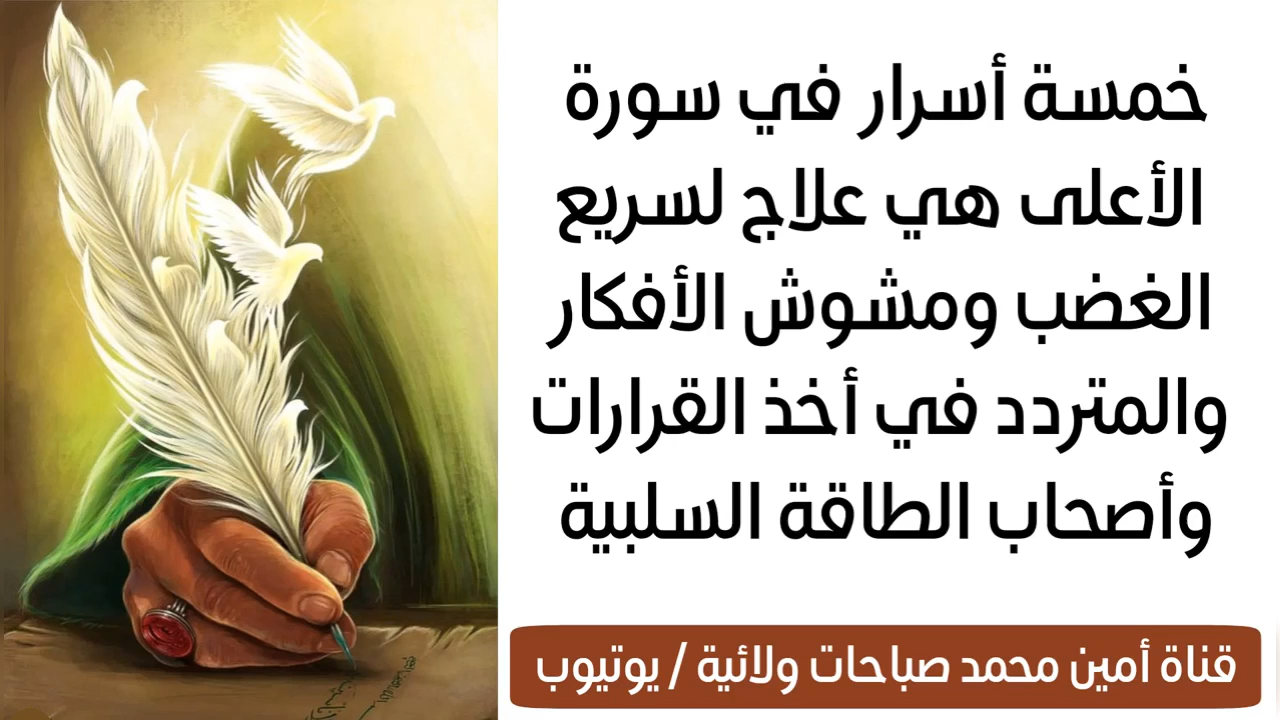 خمسة أسرار في سورة
الأعلى هي علاج لسريع
الغضب ومشوش الأفكار
والمتردد في أخذ القرارات
وأصحاب الطاقة السلبية
قناة أمين محمد صباحات ولائية / يوتيوب